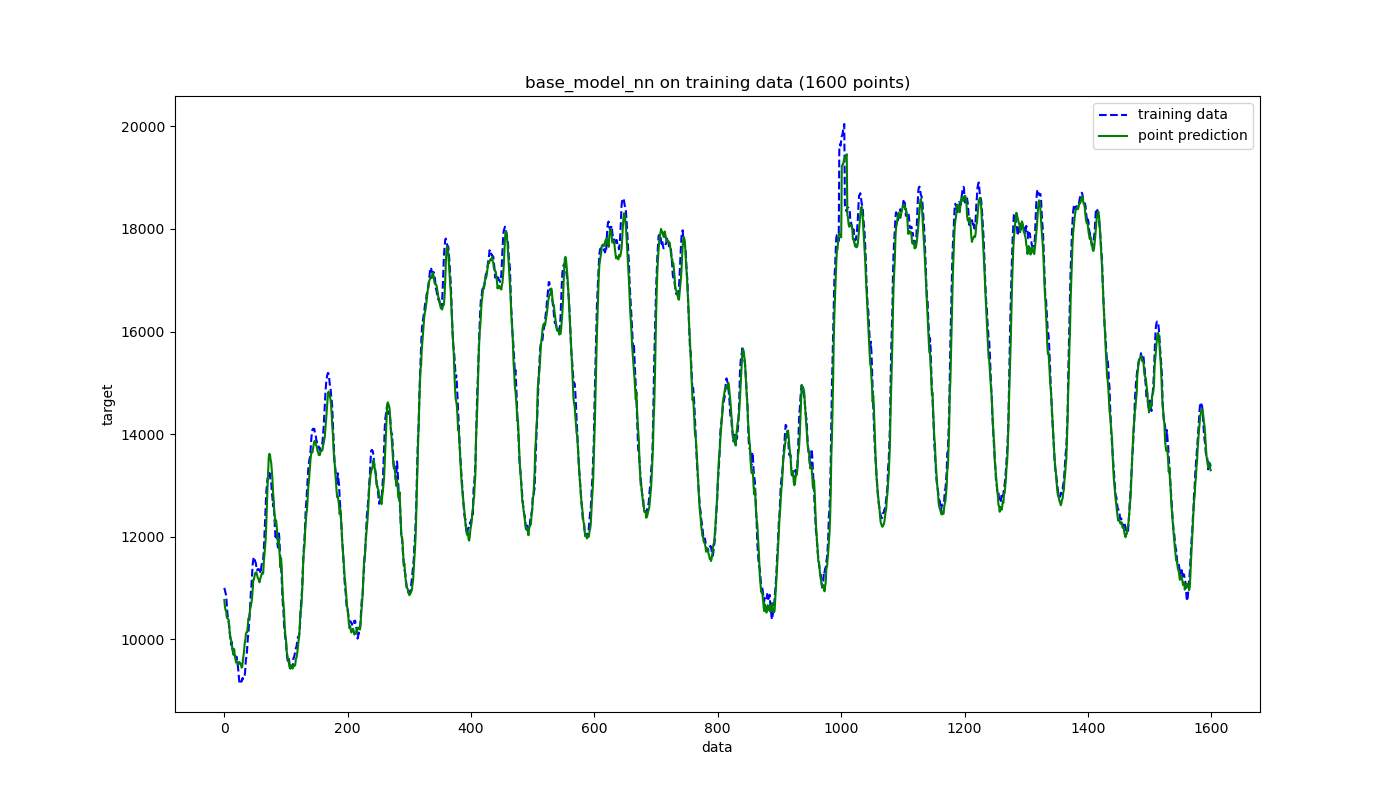 base_model_nn on training data (1600 points)
training data
point prediction
20000
18000
16000
14000
12000
10000
target
0 200 400 600 800 1000 1200 1400 1600
data